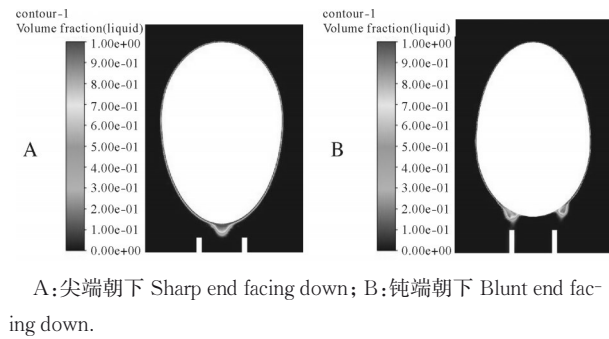 contour-1
Volume fraction(liquid)
1.00e+00
9.00e-01
8.00e-01
7.00e-01
6.00e-01
5.00e-01
4.00e-01
3.00e-01
2.00e-01
1.00e-01
0.00e+00
A
contour-1
Volume fraction(liquid)
1.00e+00
9.00e-01
8.00e-01
7.00e-01
6.00e-01
5.00e-01
4.00e-01
3.00e-01
2.00e-01
1.00e-01
0.00e+00
B
A:尖端朝下 Sharp end facing down; B:钝端朝下 Blunt end fac-
ing down.